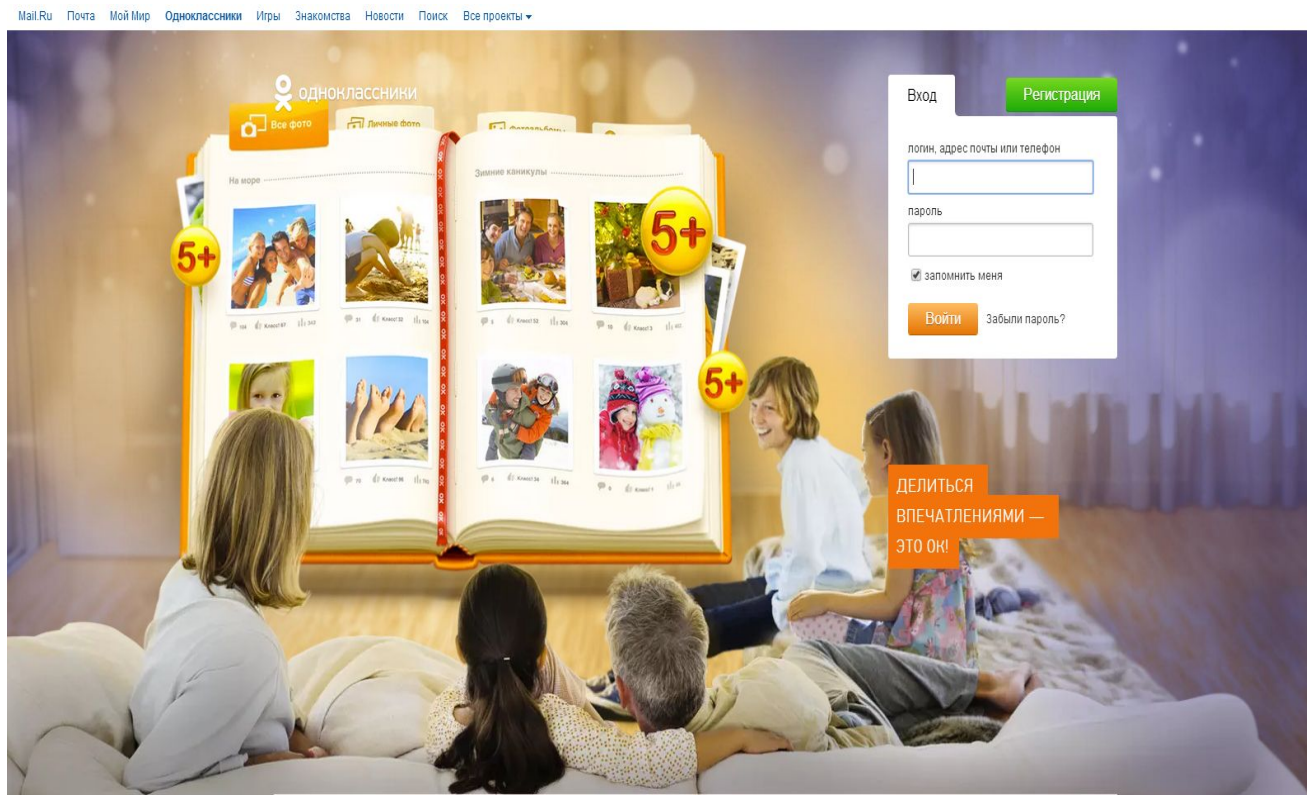 Mail.Ru Почта Мой Мир Одноклассники Игры Знакомства Новости Поиск Все проекты
одноклассники
Все фото
Личные фото
На море
Зимние каникулы
5+
5+
5+
5+
Вход
Регистрация
логин, адрес почты или телефон
пароль
запомнить меня
Войти Забыли пароль?
ДЕЛИТЬСЯ
ВПЕЧАТЛЕНИЯМИ —
ЭТО ОК!